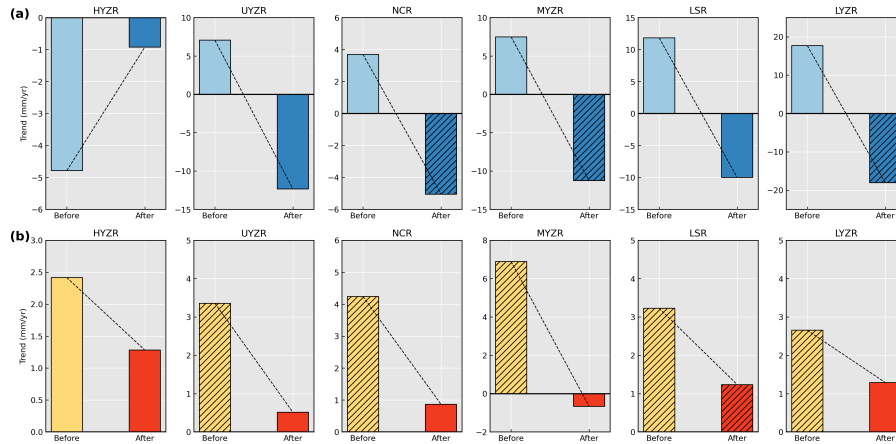 (a)
HYZR
UYZR
NCR
MYZR
LSR
LYZR
Trend (mm/yr)
0
−1
−2
−3
−4
−5
−6
Before
After
10
5
0
−5
−10
−15
Before
After
6
4
2
0
2
4
−6
Before
After
10
5
0
−5
−10
−15
Before
After
15
10
5
0
−5
−10
−15
Before
After
20
10
0
−10
−20
Before
After
(b)
HYZR
UYZR
NCR
MYZR
LSR
LYZR
Trend (mm/yr)
3.0
2.5
2.0
1.5
1.0
0.5
0.0
Before
After
5
4
3
2
1
0
Before
After
6
5
4
3
2
1
0
Before
After
8
6
4
2
0
−2
Before
After
5
4
3
2
1
0
Before
After
5
4
3
2
1
0
Before
After